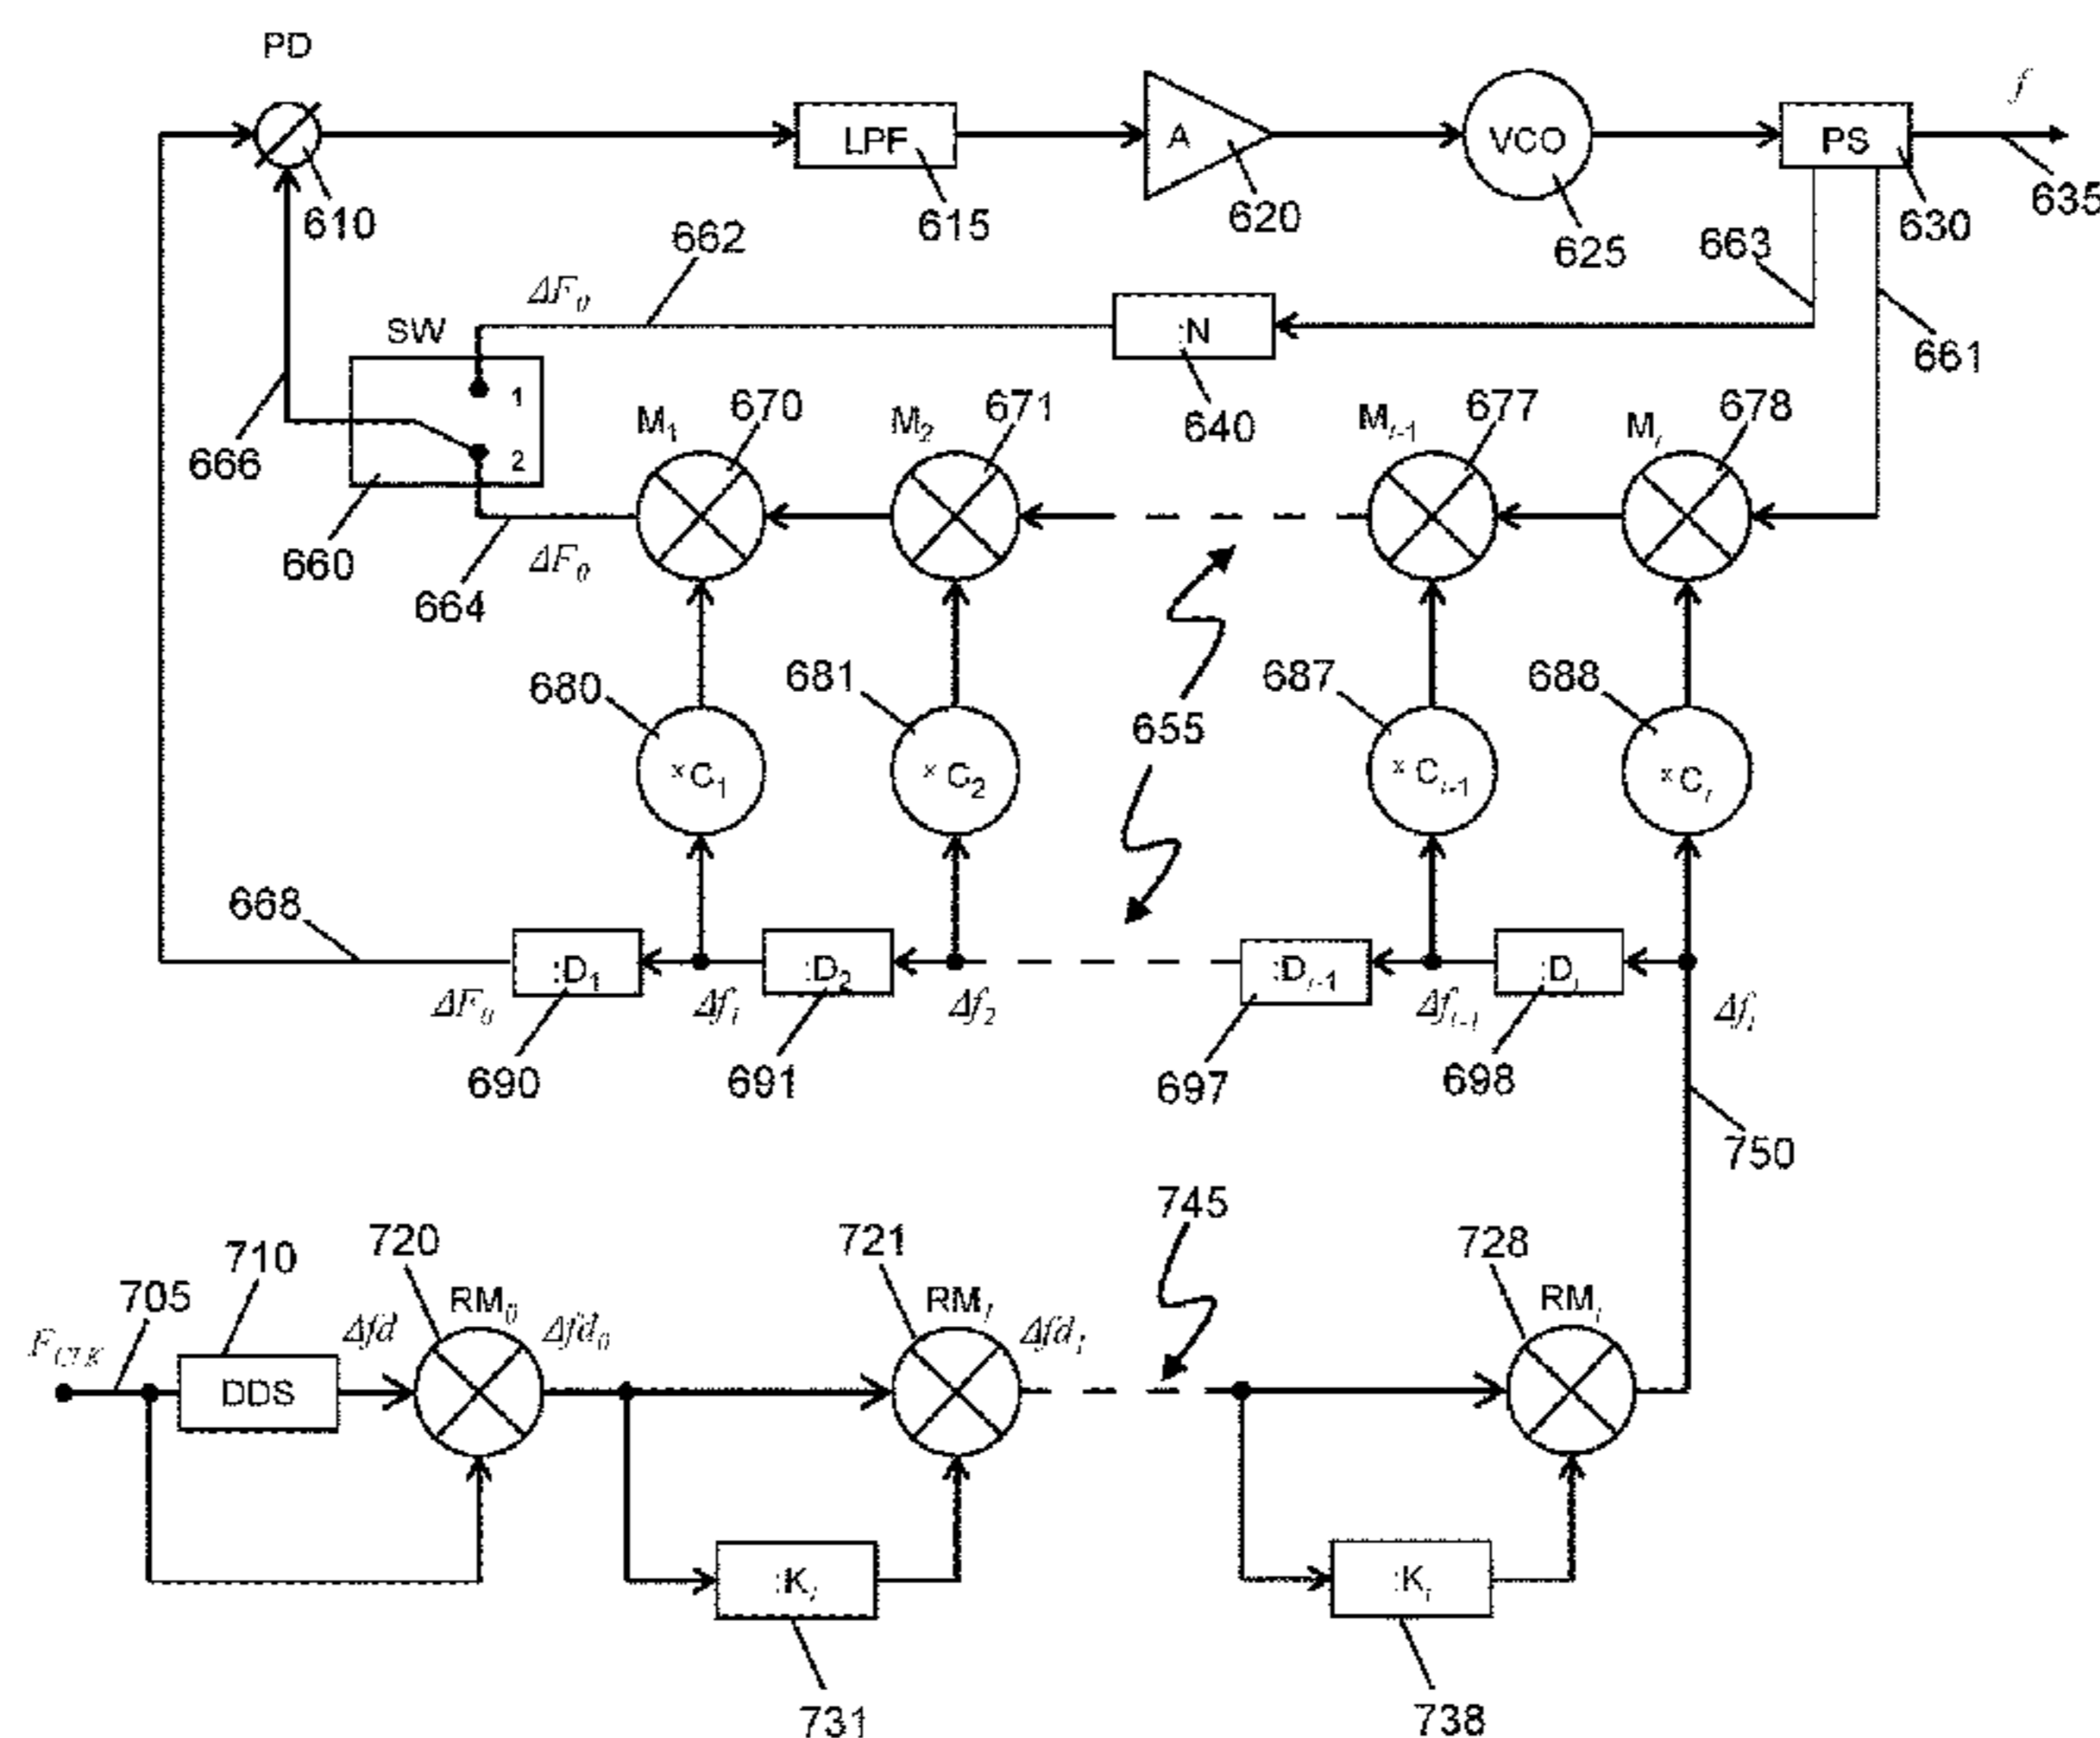 PD
f
LPF
A
VCO
PS
610
615
620
625
630
635
662
663
ΔF₀
SW
:N
661
1
2
666
640
M₁
670
M₂
671
Mᵢ₋₁
677
Mᵢ
678
660
664
ΔF₀
680
681
655
687
688
×C₁
×C₂
×Cᵢ₋₁
×Cᵢ
668
:D₁
:D₂
:Dᵢ₋₁
:Dᵢ
ΔF₀
Δf₁
Δf₂
Δfᵢ₋₁
Δfᵢ
690
691
697
698
750
745
705
710
720
721
728
F_CLK
Δfd
RM₀
Δfd₀
RM₁
Δfd₁
RMᵢ
DDS
:K₁
:Kᵢ
731
738